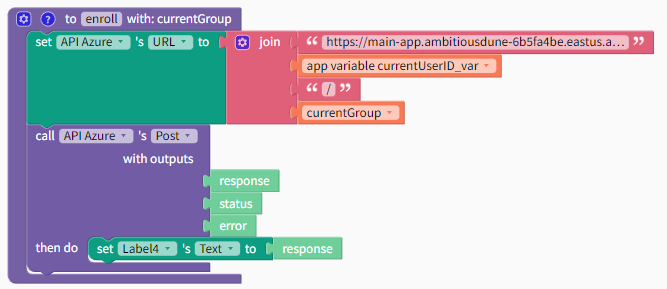 to enroll with: currentGroup
set API Azure 's URL to join “ https://main-app.ambitiousdune-6b5fa4be.eastus.a... ”
app variable currentUserID_var
“ / ”
currentGroup
call API Azure 's Post
with outputs
response
status
error
then do set Label4 's Text to response